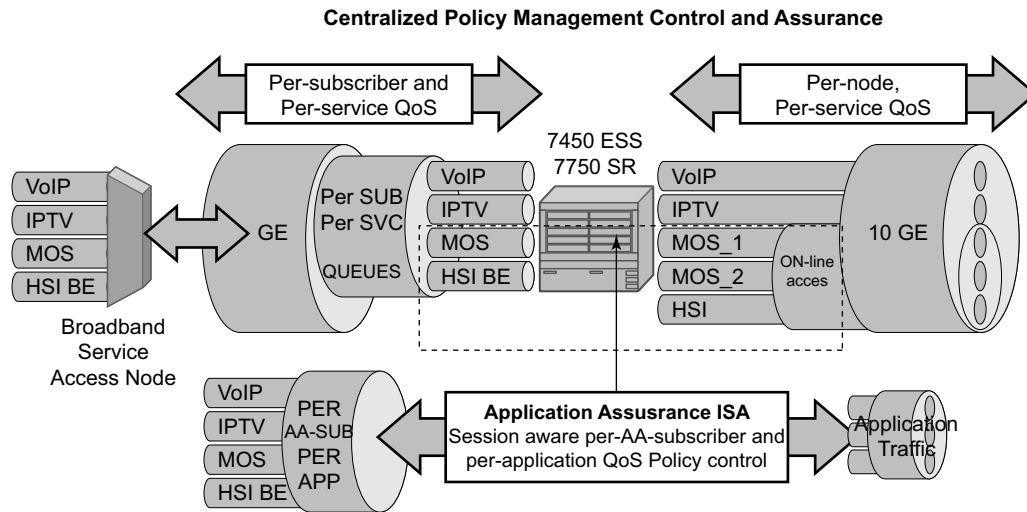 Centralized Policy Management Control and Assurance
Per-subscriber and
Per-service QoS
Per-node,
Per-service QoS
7450 ESS
7750 SR
VoIP
IPTV
MOS
HSI BE
Broadband
Service
Access Node
GE
Per SUB
Per SVC
QUEUES
VoIP
IPTV
MOS
HSI BE
VoIP
IPTV
MOS_1
MOS_2
HSI
ON-line
acces
10 GE
VoIP
IPTV
MOS
HSI BE
PER
AA-SUB
PER
APP
Application Assusrance ISA
Session aware per-AA-subscriber and
per-application QoS Policy control
Application
Traffic